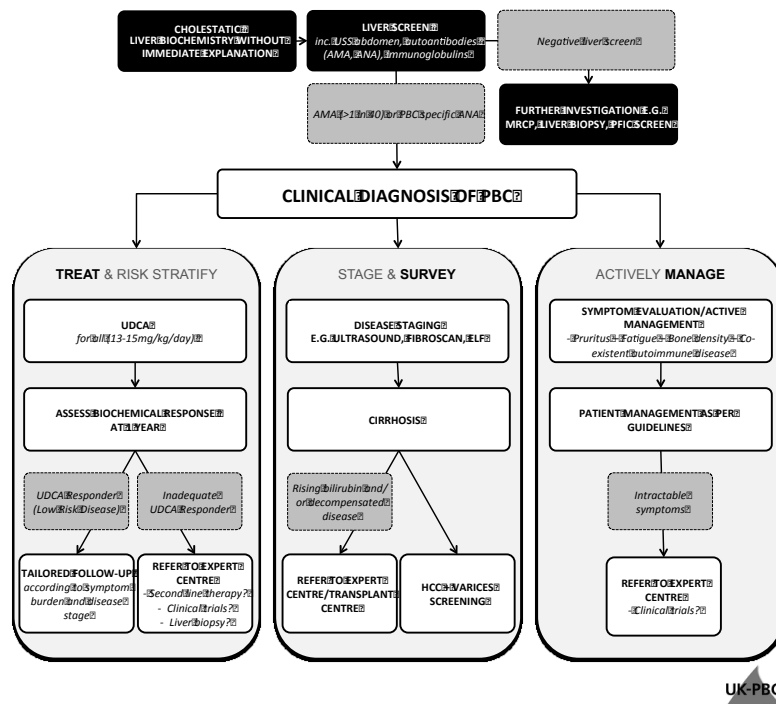 CHOLESTATIC
LIVER BIOCHEMISTRY WITHOUT
IMMEDIATE EXPLANATION
LIVER SCREEN
inc. USS abdomen, autoantibodies
(AMA, ANA), immunoglobulins
Negative liver screen
AMA (>1 in 40) or PBC specific ANA
FURTHER INVESTIGATION E.G.
MRCP, LIVER BIOPSY, PFIC SCREEN
CLINICAL DIAGNOSIS OF PBC
TREAT & RISK STRATIFY
UDCA
for all (13-15mg/kg/day)
ASSESS BIOCHEMICAL RESPONSE
AT 1 YEAR
UDCA Responder
(Low Risk Disease)
Inadequate
UDCA Responder
TAILORED FOLLOW-UP
according to symptom
burden and disease
stage
REFER TO EXPERT
CENTRE
- Second line therapy?
- Clinical trials?
- Liver biopsy?
STAGE & SURVEY
DISEASE STAGING
E.G. ULTRASOUND, FIBROSCAN, ELF
CIRRHOSIS
Rising bilirubin and/
or decompensated
disease
REFER TO EXPERT
CENTRE/TRANSPLANT
CENTRE
HCC + VARICES
SCREENING
ACTIVELY MANAGE
SYMPTOM EVALUATION/ACTIVE
MANAGEMENT
- Pruritus - Fatigue - Bone density - Co-
existent autoimmune disease
PATIENT MANAGEMENT AS PER
GUIDELINES
Intractable
symptoms
REFER TO EXPERT
CENTRE
- Clinical trials?
UK-PBC